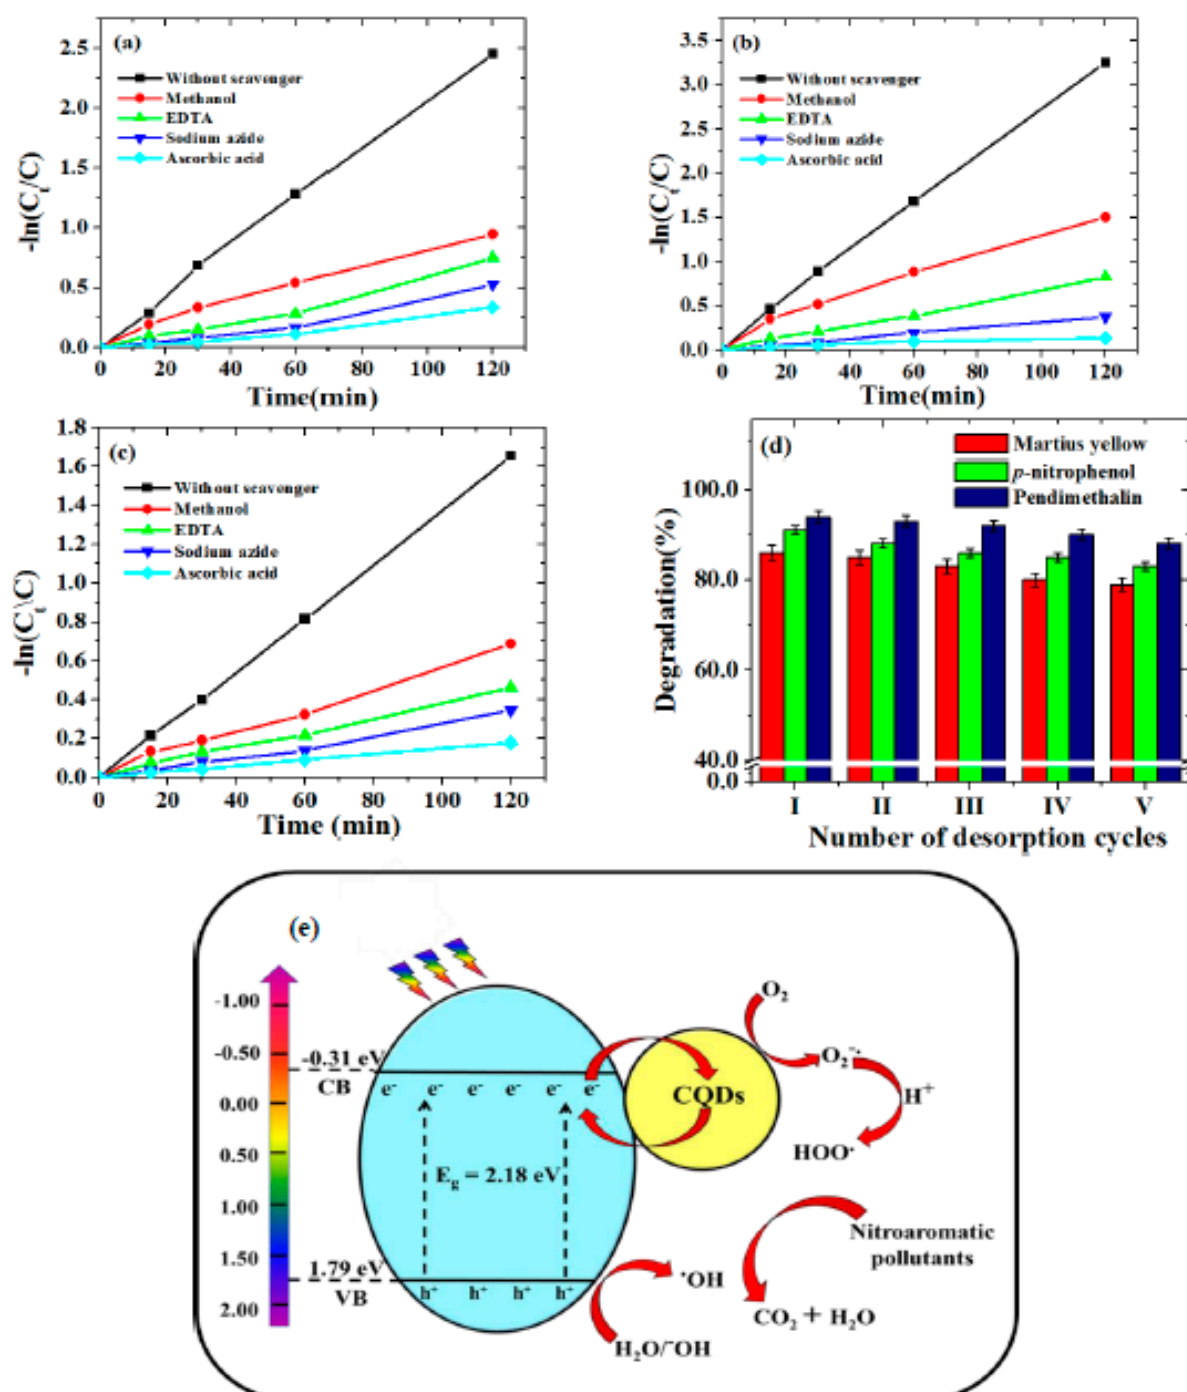 (a)
Without scavenger
Methanol
EDTA
Sodium azide
Ascorbic acid
2.5
2.0
1.0
0.5
0.0
-ln(Cₜ/C)
0 20 40 60 80 100 120
Time(min)
(b)
Without scavenger
Methanol
EDTA
Sodium azide
Ascorbic acid
3.5
3.0
2.5
2.0
1.5
1.0
0.5
0.0
-ln(Cₜ/C)
0 20 40 60 80 100 120
Time(min)
(c)
Without scavenger
Methanol
EDTA
Sodium azide
Ascorbic acid
1.8
1.6
1.4
1.2
1.0
0.8
0.6
0.4
0.2
0.0
-ln(Cₜ\C)
0 20 40 60 80 100 120
Time (min)
(d)
Martius yellow
p-nitrophenol
Pendimethalin
100.0
80.0
60.0
40.0
0.0
Degradation(%)
I II III IV V
Number of desorption cycles
(e)
-1.00
-0.50
0.00
0.50
1.00
1.50
2.00
-0.31 eV
CB
e⁻ e⁻ e⁻ e⁻ e⁻ e⁻
E_g = 2.18 eV
1.79 eV
VB
h⁺ h⁺ h⁺ h⁺
CQDs
O₂
O₂⁻•
H⁺
HOO•
Nitroaromatic
pollutants
•OH
CO₂ + H₂O
H₂O/⁻OH